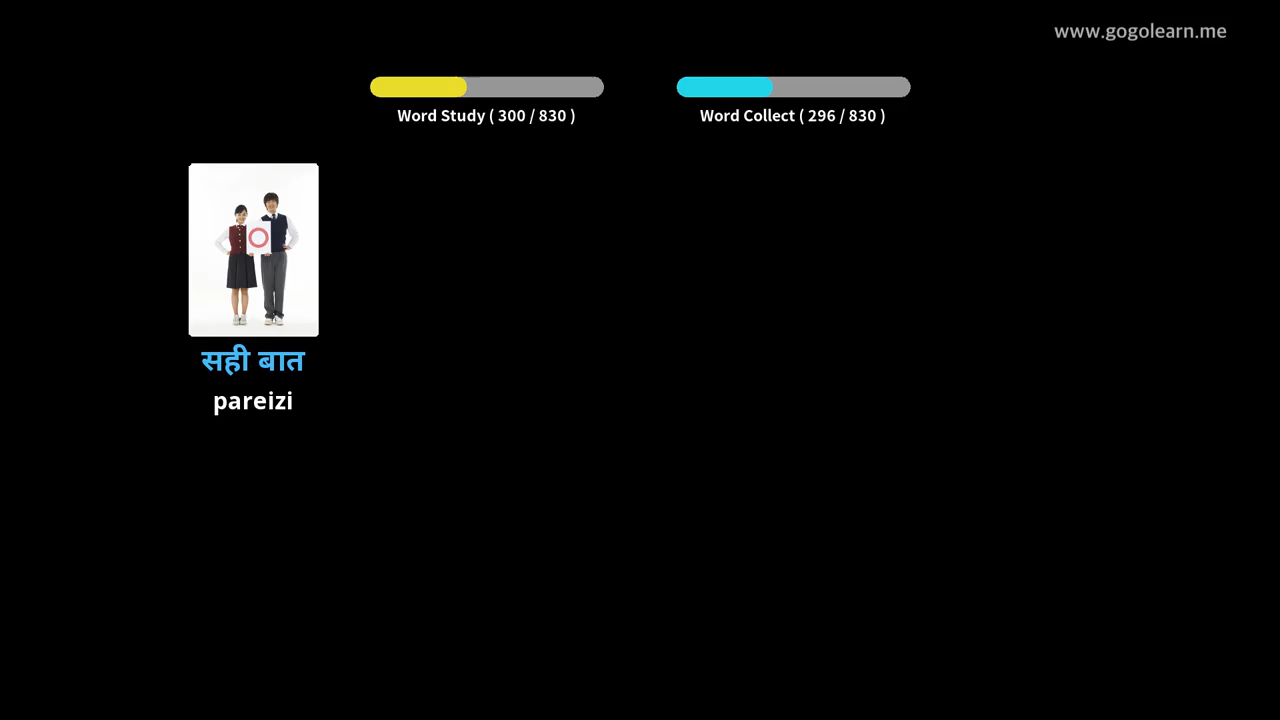 www.gogolearn.me
Word Study ( 300 / 830 )
Word Collect ( 296 / 830 )
सही बात
pareizi